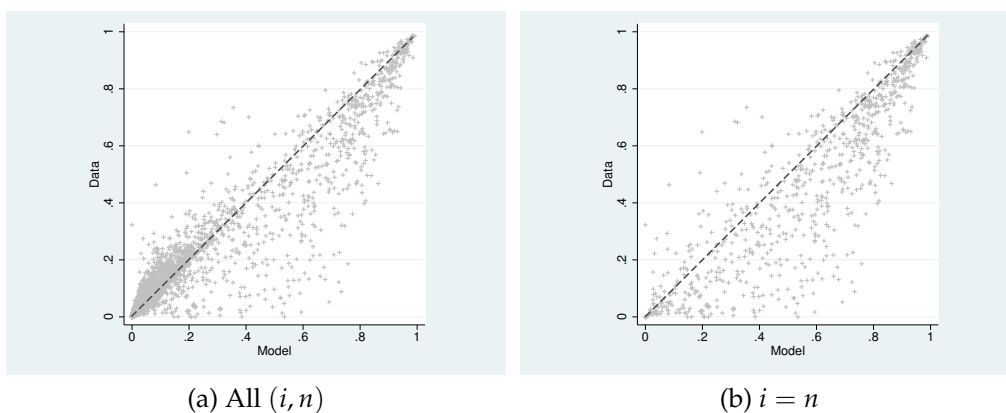 Data
1
.8
.6
.4
.2
0
0 .2 .4 .6 .8 1
Model
(a) All (i, n)
Data
1
.8
.6
.4
.2
0
0 .2 .4 .6 .8 1
Model
(b) i = n